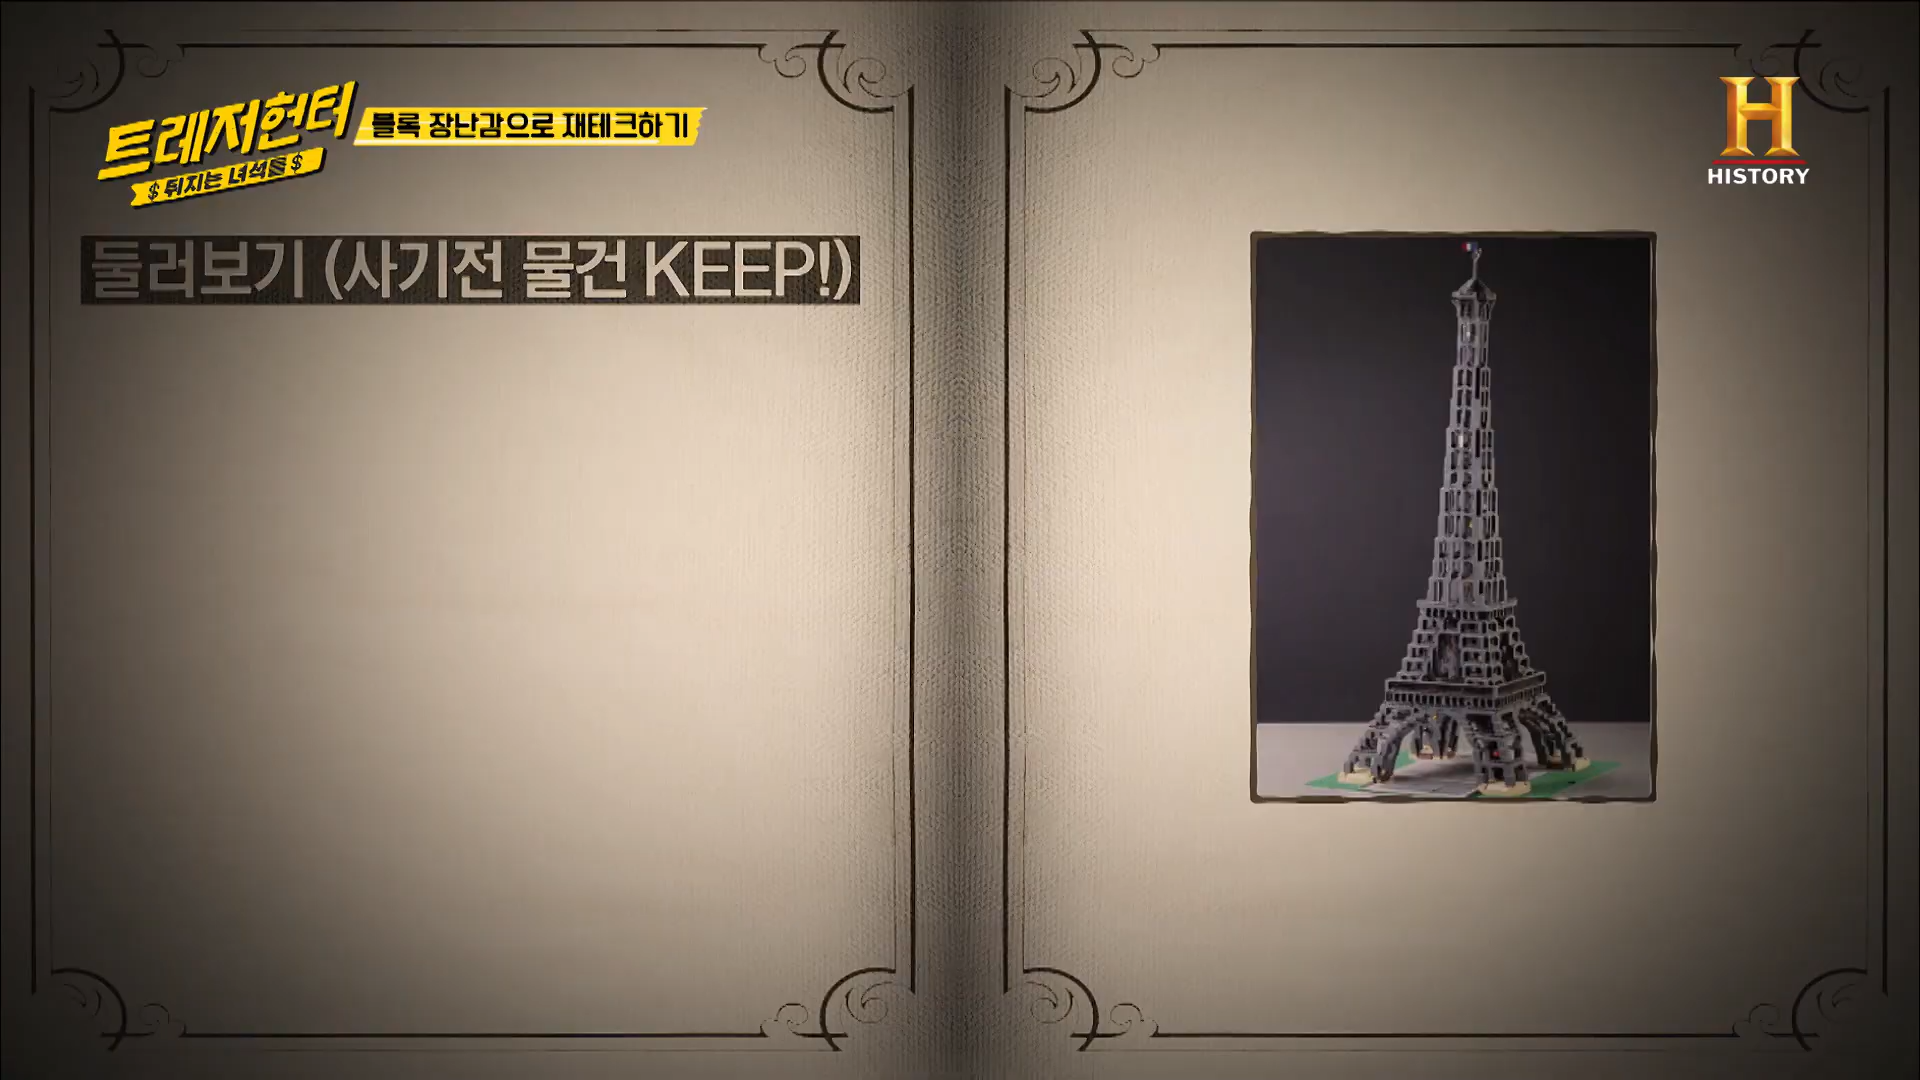 트레저헌터
$ 뒤지는 녀석들 $
블록 장난감으로 재테크하기
HISTORY
둘러보기 (사기전 물건 KEEP!)